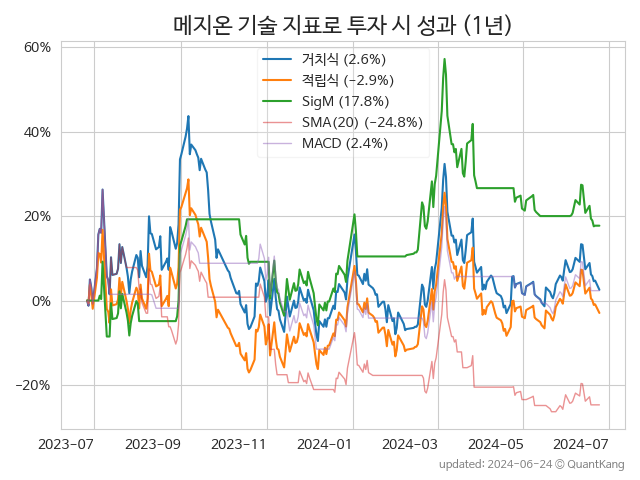 메지온 기술 지표로 투자 시 성과 (1년)
60%
40%
20%
0%
−20%
거치식 (2.6%)
적립식 (−2.9%)
SigM (17.8%)
SMA(20) (−24.8%)
MACD (2.4%)
2023-07 2023-09 2023-11 2024-01 2024-03 2024-05 2024-07
updated: 2024-06-24 ⓒ QuantKang